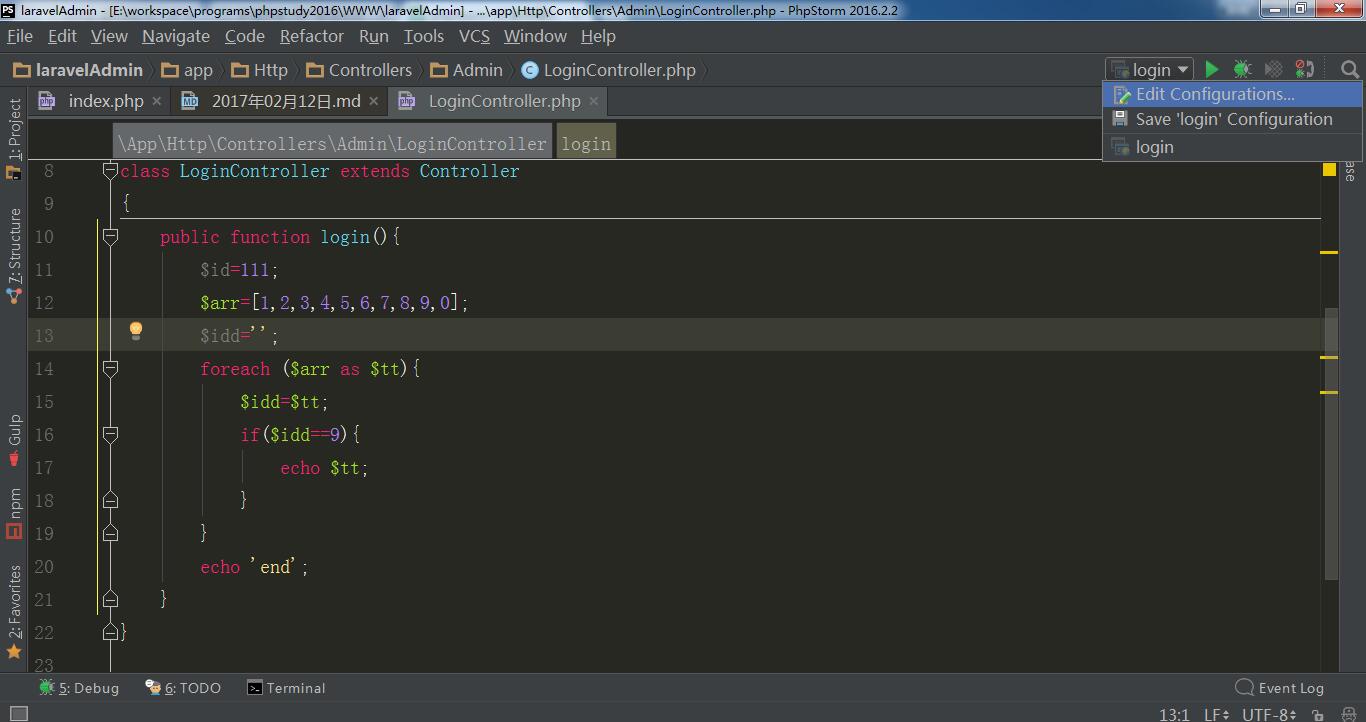 PS laravelAdmin - [E:\workspace\programs\phpstudy2016\WWW\laravelAdmin] - ...\app\Http\Controllers\Admin\LoginController.php - PhpStorm 2016.2.2
File Edit View Navigate Code Refactor Run Tools VCS Window Help
laravelAdmin app Http Controllers Admin C LoginController.php login
php index.php MD 2017年02月12日.md php LoginController.php
Edit Configurations...
Save 'login' Configuration
login
\App\Http\Controllers\Admin\LoginController login
1: Project
7: Structure
Gulp
npm
2: Favorites
ase
8 class LoginController extends Controller
9 {
10 public function login(){
11 $id=111;
12 $arr=[1,2,3,4,5,6,7,8,9,0];
13 $idd='';
14 foreach ($arr as $tt){
15 $idd=$tt;
16 if($idd==9){
17 echo $tt;
18 }
19 }
20 echo 'end';
21 }
22 }
23
5: Debug 6: TODO Terminal Event Log
13:1 LF UTF-8